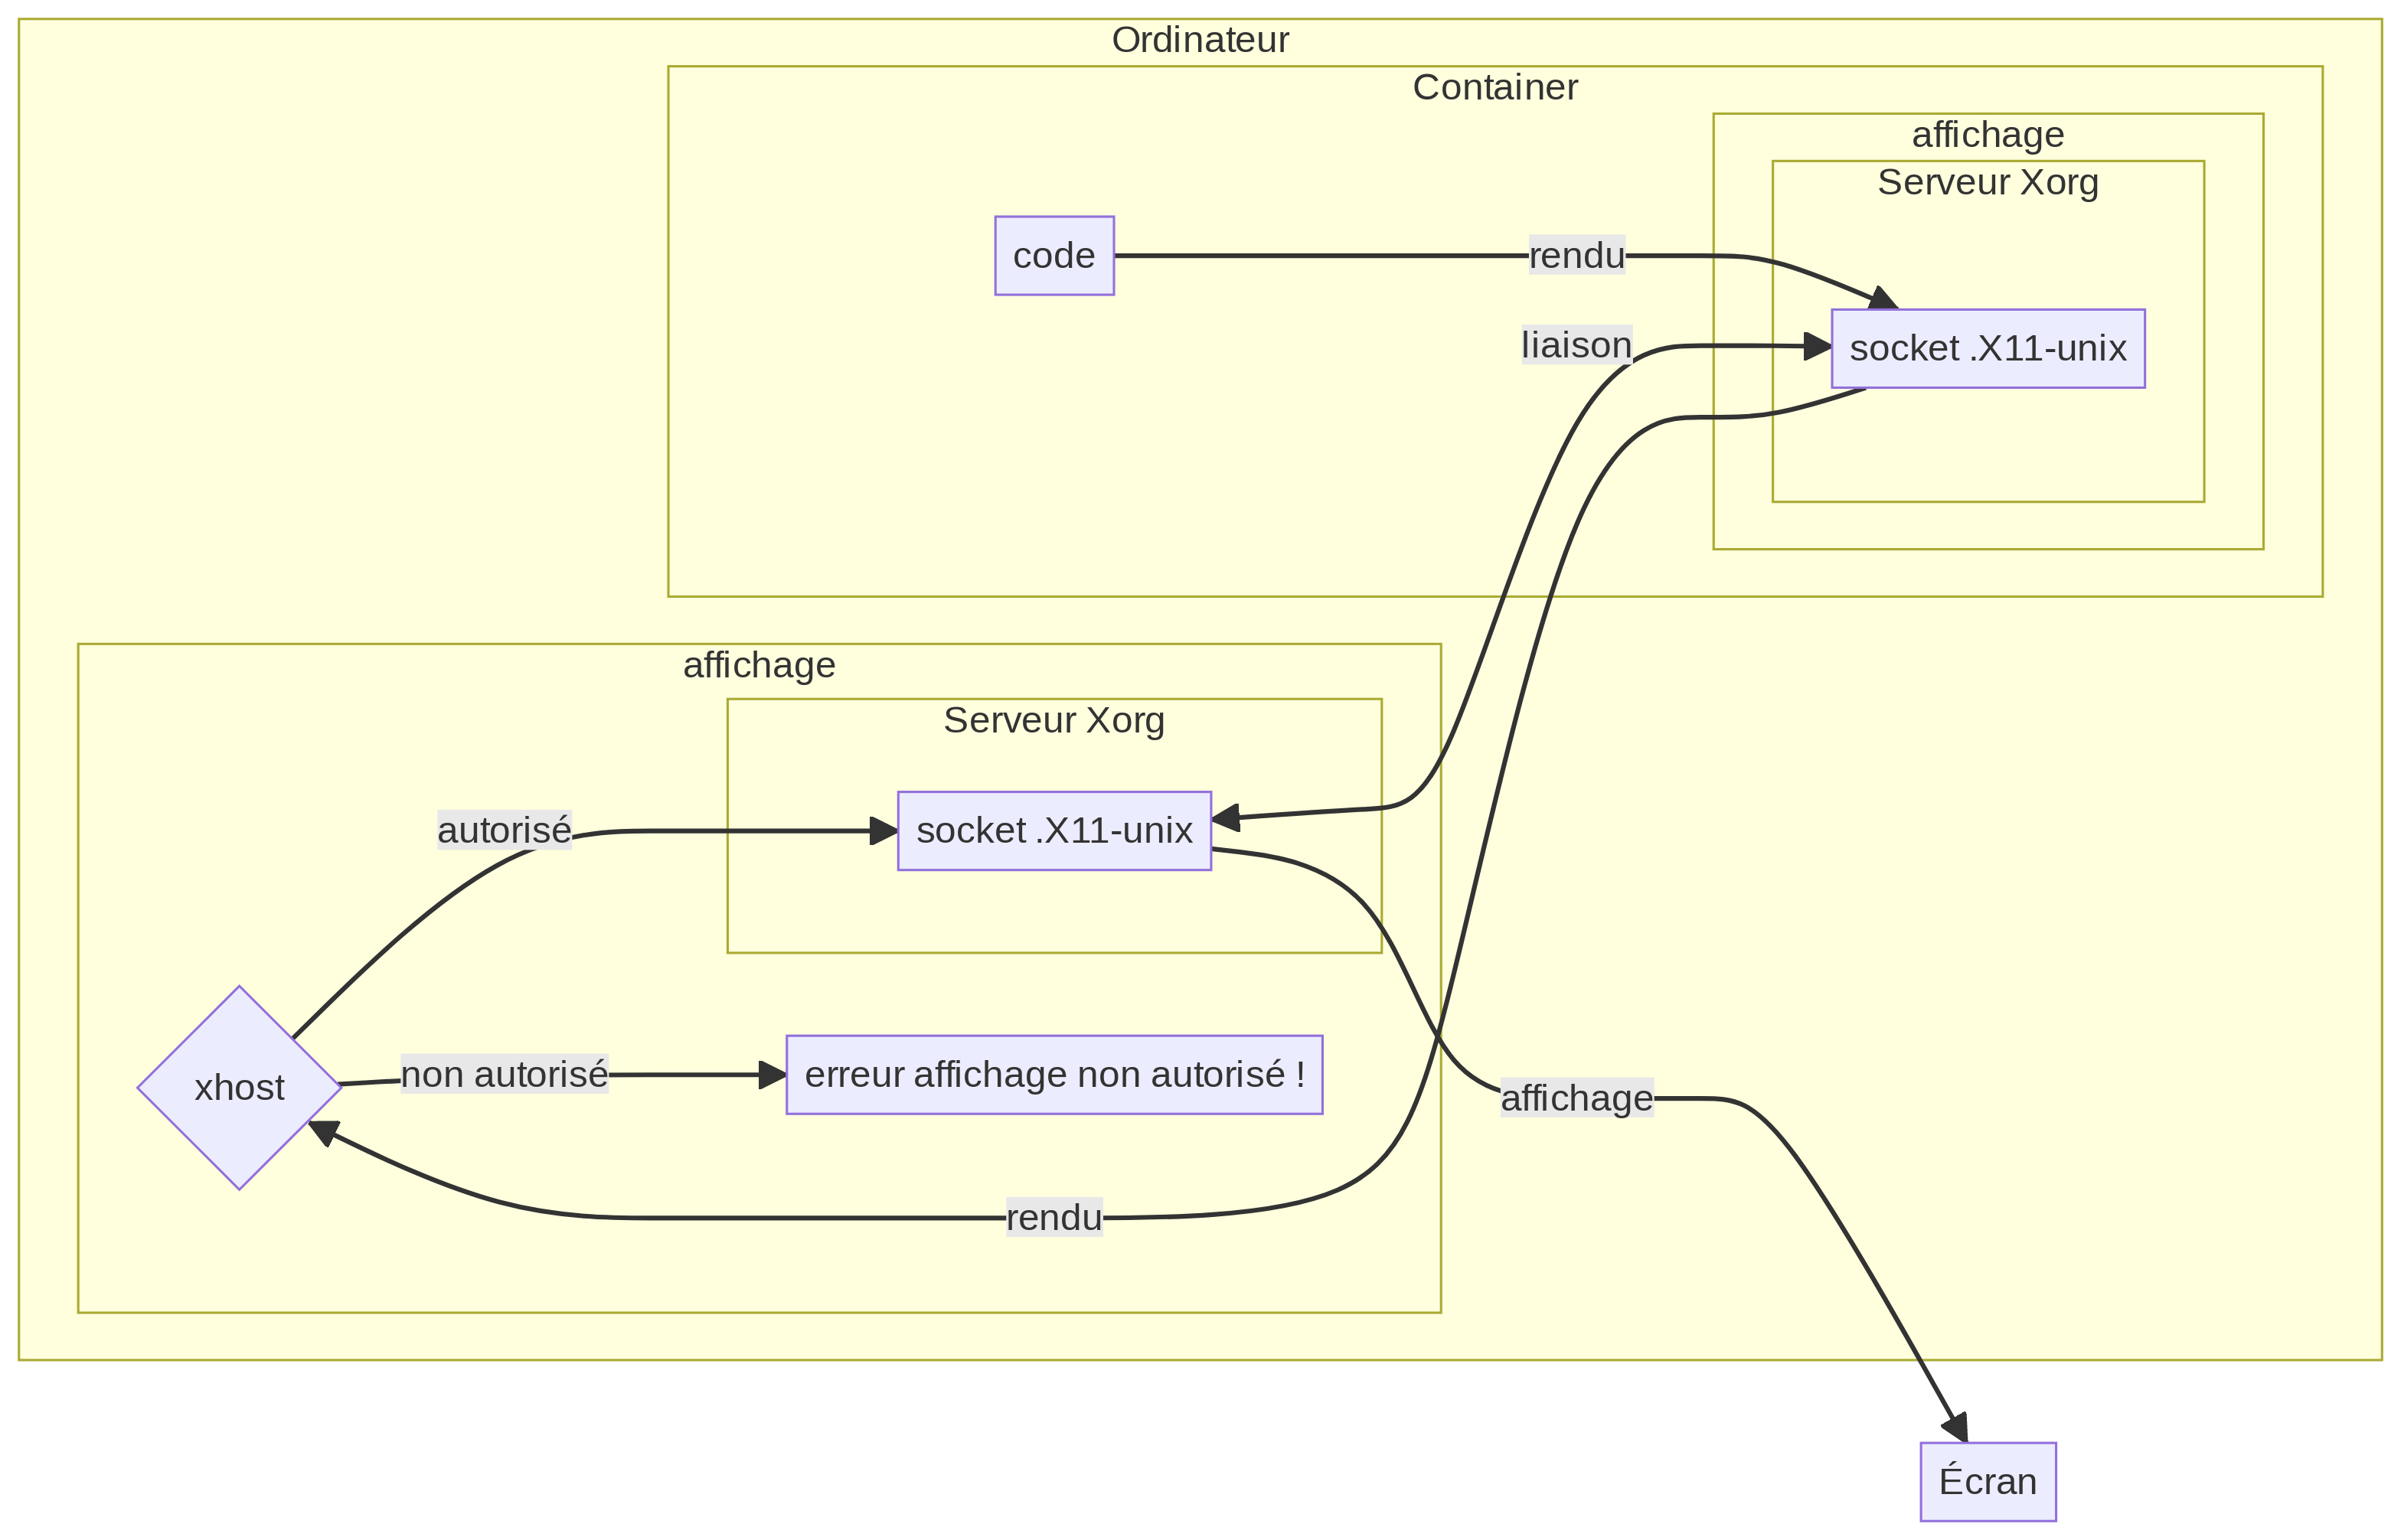 Ordinateur
Container
affichage
Serveur Xorg
code
rendu
liaison
socket .X11-unix
affichage
Serveur Xorg
autorisé
socket .X11-unix
xhost
non autorisé
erreur affichage non autorisé !
affichage
rendu
Écran